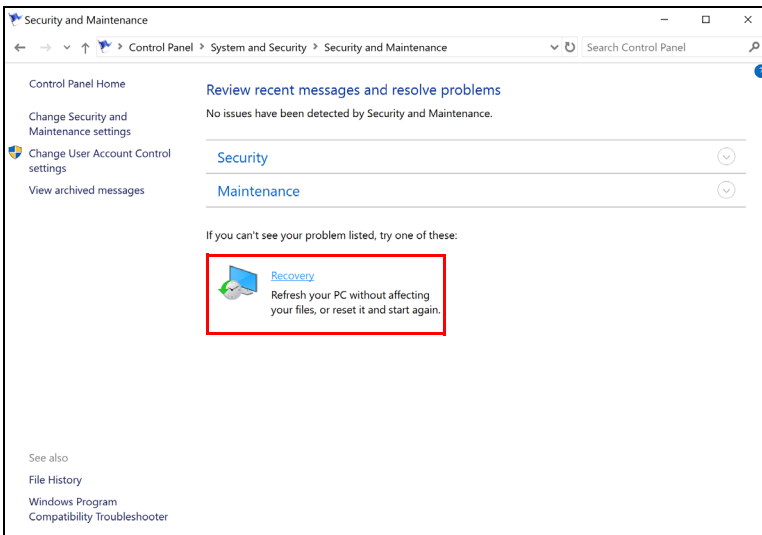 Security and Maintenance
Control Panel > System and Security > Security and Maintenance
Search Control Panel
Control Panel Home
Change Security and
Maintenance settings
Change User Account Control
settings
View archived messages
Review recent messages and resolve problems
No issues have been detected by Security and Maintenance.
Security
Maintenance
If you can't see your problem listed, try one of these:
Recovery
Refresh your PC without affecting
your files, or reset it and start again.
See also
File History
Windows Program
Compatibility Troubleshooter